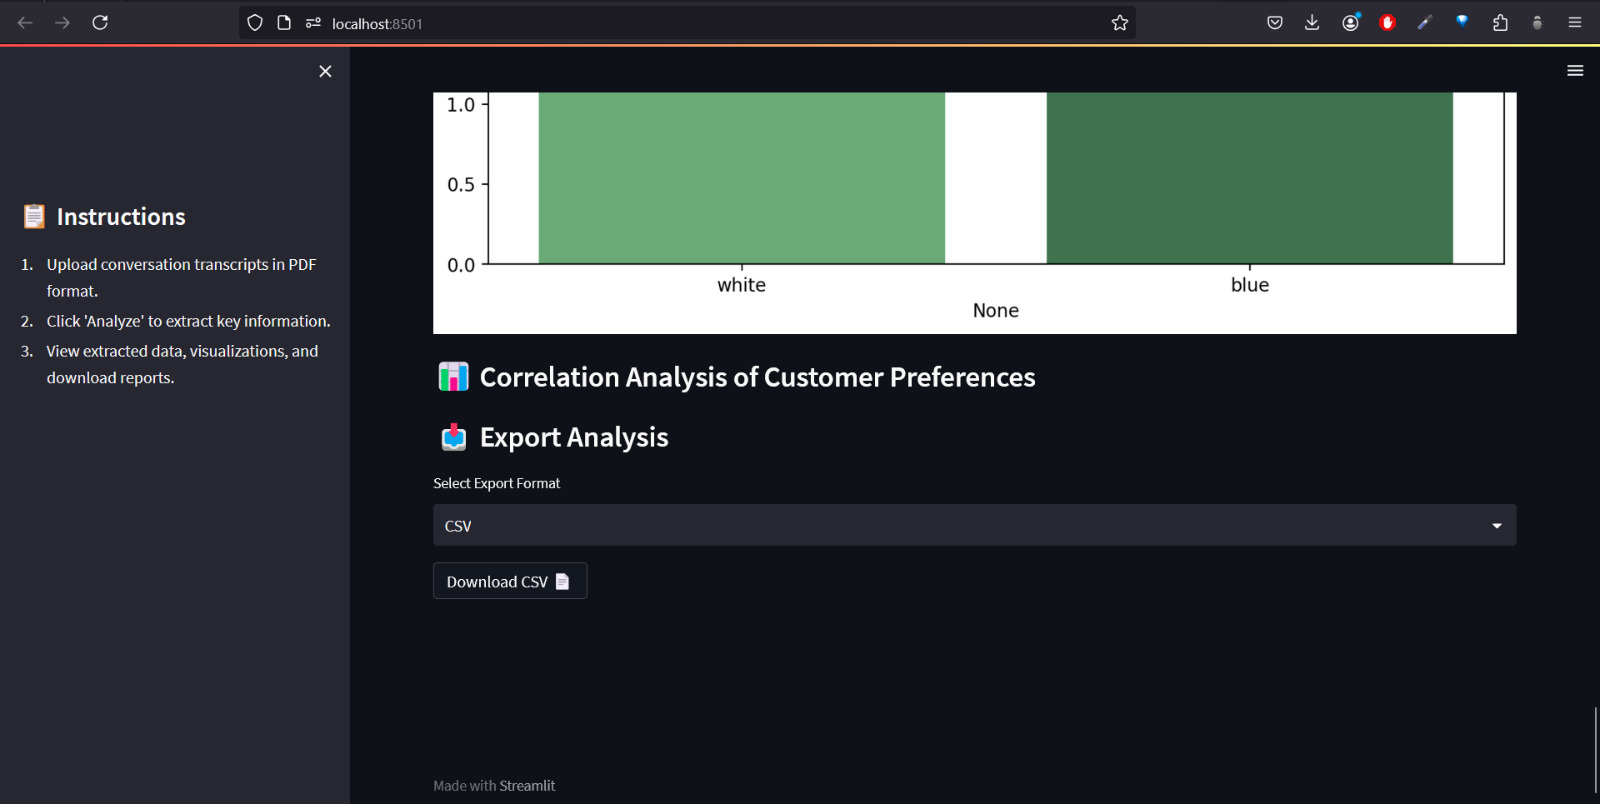 localhost:8501
1.0
0.5
0.0
white
blue
None
Instructions
1. Upload conversation transcripts in PDF
format.
2. Click 'Analyze' to extract key information.
3. View extracted data, visualizations, and
download reports.
Correlation Analysis of Customer Preferences
Export Analysis
Select Export Format
CSV
Download CSV
Made with Streamlit